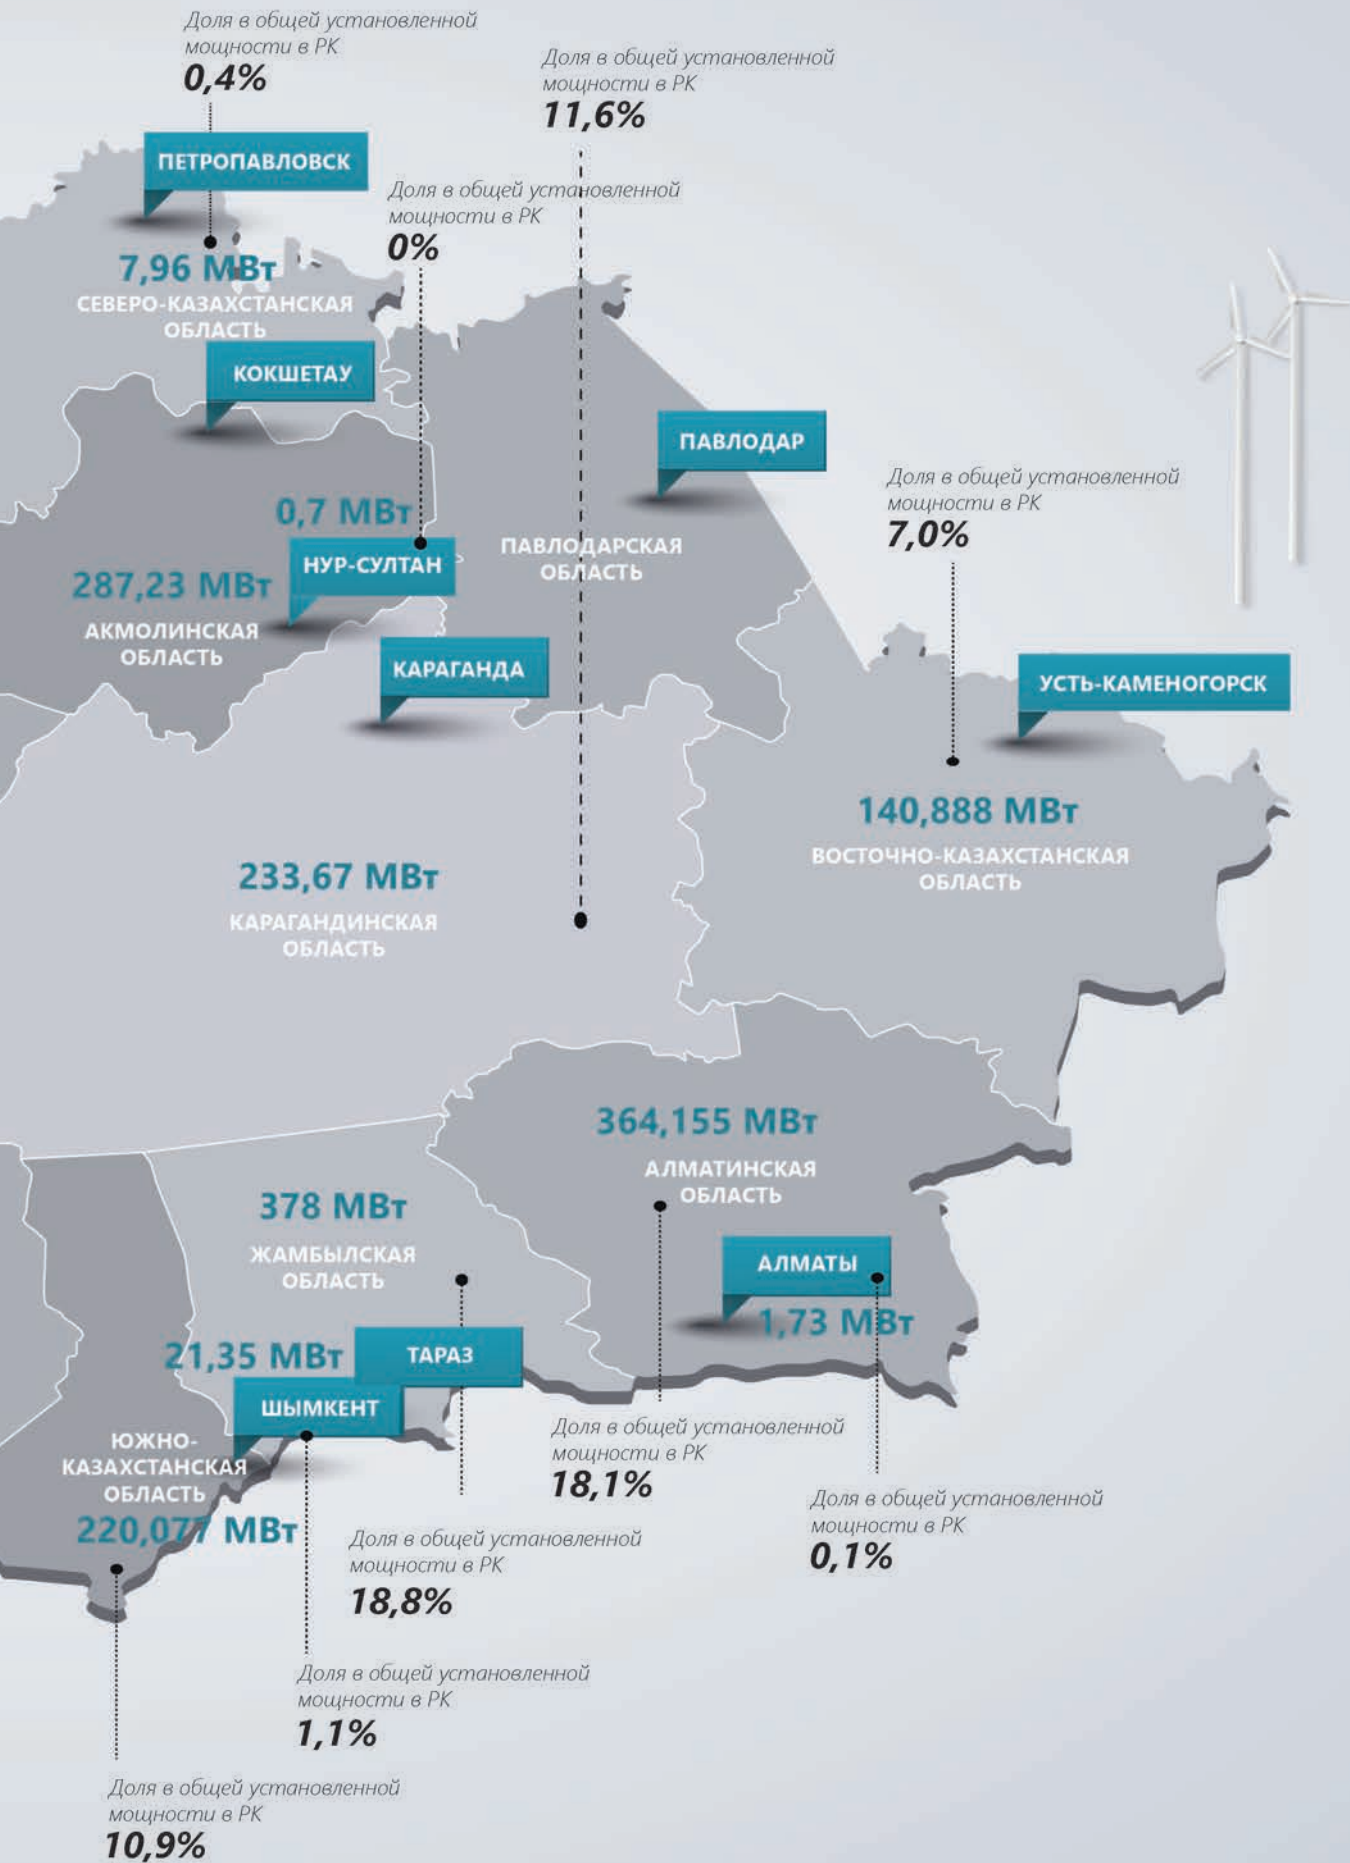 Доля в общей установленной
мощности в РК
0,4%
Доля в общей установленной
мощности в РК
11,6%
ПЕТРОПАВЛОВСК
Доля в общей установленной
мощности в РК
0%
7,96 МВт
СЕВЕРО-КАЗАХСТАНСКАЯ
ОБЛАСТЬ
КОКШЕТАУ
ПАВЛОДАР
Доля в общей установленной
мощности в РК
7,0%
0,7 МВт
НУР-СУЛТАН
ПАВЛОДАРСКАЯ
ОБЛАСТЬ
287,23 МВт
АКМОЛИНСКАЯ
ОБЛАСТЬ
КАРАГАНДА
УСТЬ-КАМЕНОГОРСК
140,888 МВт
ВОСТОЧНО-КАЗАХСТАНСКАЯ
ОБЛАСТЬ
233,67 МВт
КАРАГАНДИНСКАЯ
ОБЛАСТЬ
364,155 МВт
АЛМАТИНСКАЯ
ОБЛАСТЬ
378 МВт
ЖАМБЫЛСКАЯ
ОБЛАСТЬ
АЛМАТЫ
1,73 МВт
21,35 МВт
ТАРАЗ
ШЫМКЕНТ
ЮЖНО-
КАЗАХСТАНСКАЯ
ОБЛАСТЬ
220,077 МВт
Доля в общей установленной
мощности в РК
18,1%
Доля в общей установленной
мощности в РК
0,1%
Доля в общей установленной
мощности в РК
18,8%
Доля в общей установленной
мощности в РК
1,1%
Доля в общей установленной
мощности в РК
10,9%